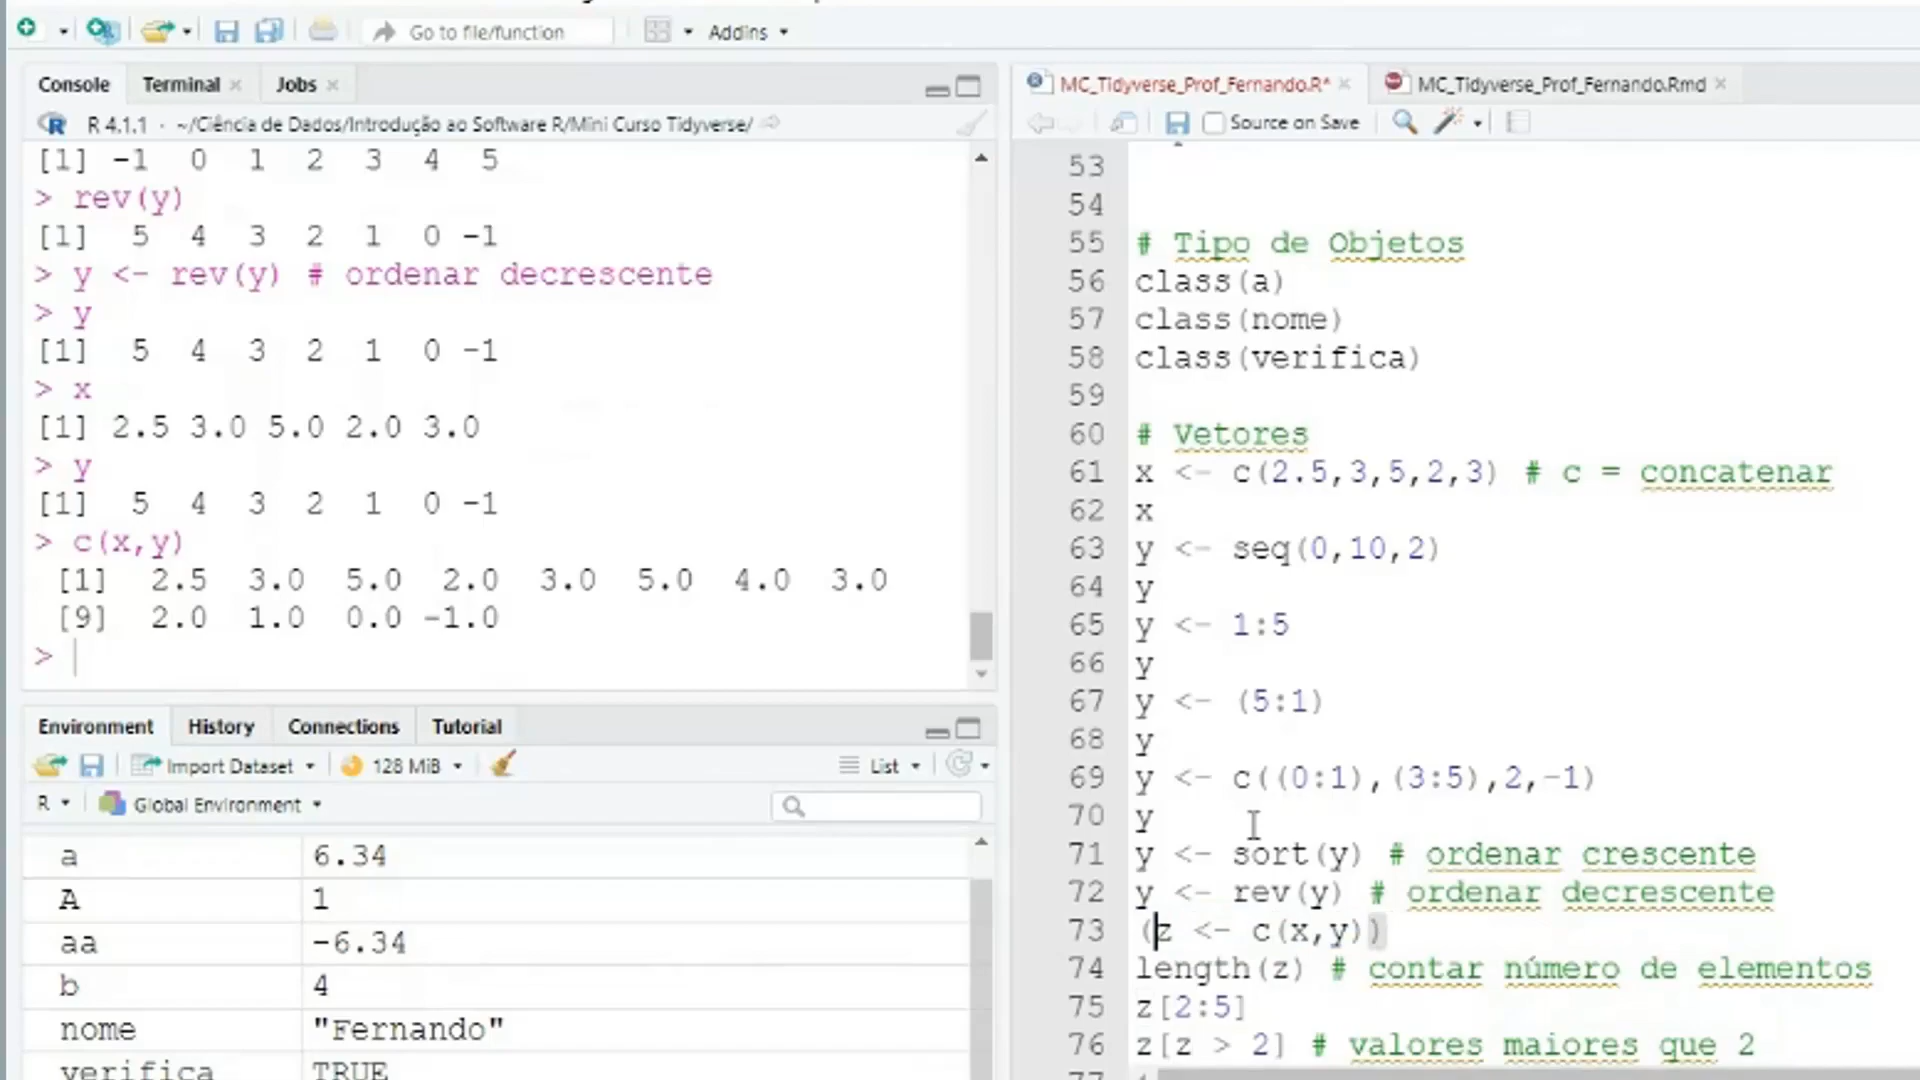 Go to file/function
Addins
Console Terminal Jobs
R 4.1.1 · ~/Ciência de Dados/Introdução ao Software R/Mini Curso Tidyverse/
[1] -1 0 1 2 3 4 5
> rev(y)
[1] 5 4 3 2 1 0 -1
> y <- rev(y) # ordenar decrescente
> y
[1] 5 4 3 2 1 0 -1
> x
[1] 2.5 3.0 5.0 2.0 3.0
> y
[1] 5 4 3 2 1 0 -1
> c(x,y)
[1] 2.5 3.0 5.0 2.0 3.0 5.0 4.0 3.0
[9] 2.0 1.0 0.0 -1.0
>
Environment History Connections Tutorial
Import Dataset 128 MiB List
R Global Environment
a 6.34
A 1
aa -6.34
b 4
nome "Fernando"
verifica TRUE
MC_Tidyverse_Prof_Fernando.R* MC_Tidyverse_Prof_Fernando.Rmd
Source on Save
53
54
55 # Tipo de Objetos
56 class(a)
57 class(nome)
58 class(verifica)
59
60 # Vetores
61 x <- c(2.5,3,5,2,3) # c = concatenar
62 x
63 y <- seq(0,10,2)
64 y
65 y <- 1:5
66 y
67 y <- (5:1)
68 y
69 y <- c((0:1),(3:5),2,-1)
70 y
71 y <- sort(y) # ordenar crescente
72 y <- rev(y) # ordenar decrescente
73 (z <- c(x,y))
74 length(z) # contar número de elementos
75 z[2:5]
76 z[z > 2] # valores maiores que 2